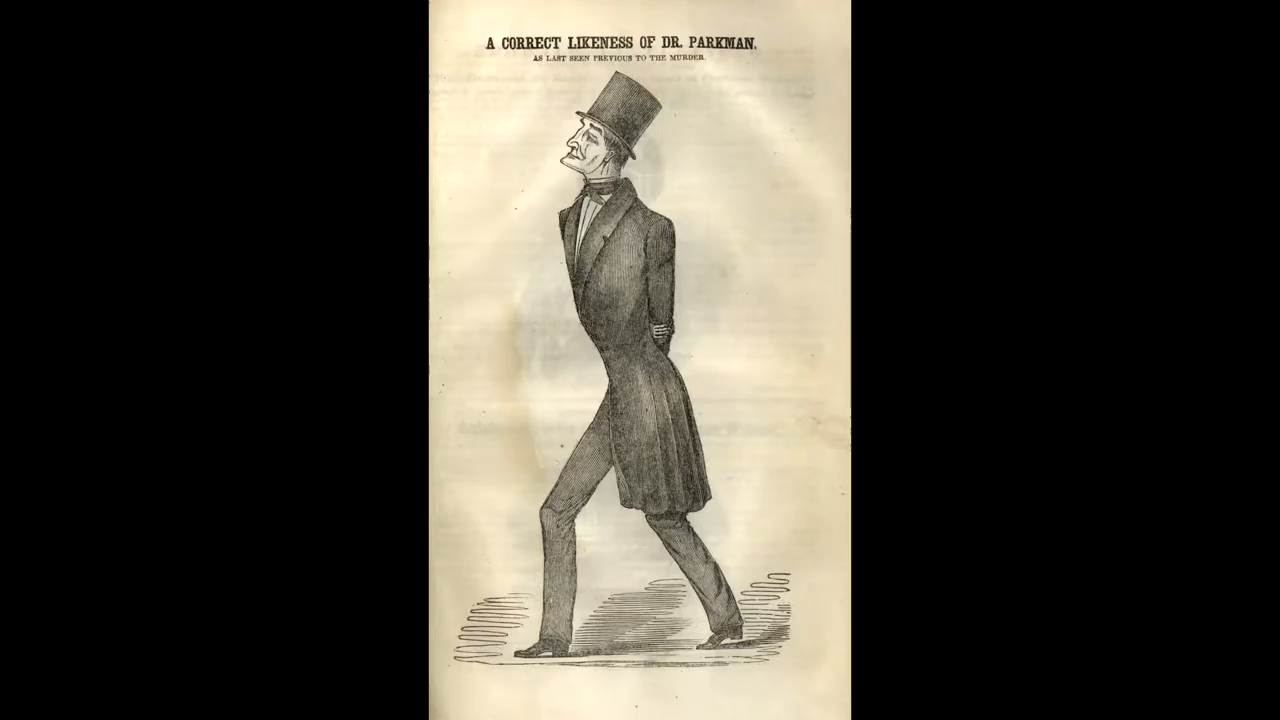 A CORRECT LIKENESS OF DR. PARKMAN,
AS LAST SEEN PREVIOUS TO THE MURDER.